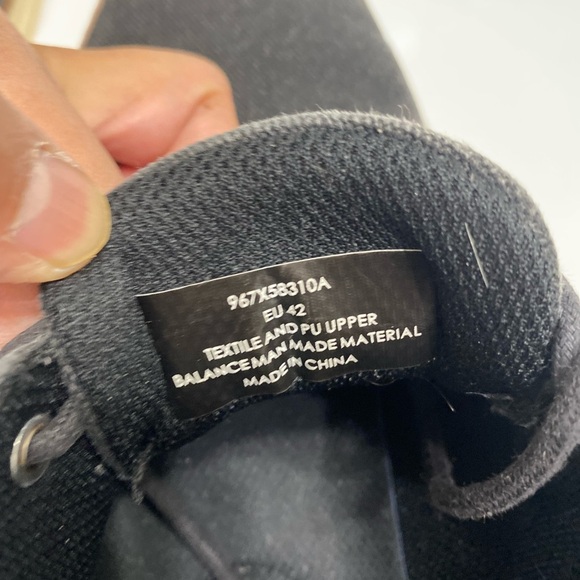 967X58310A
EU 42
TEXTILE AND PU UPPER
BALANCE MAN MADE MATERIAL
MADE IN CHINA